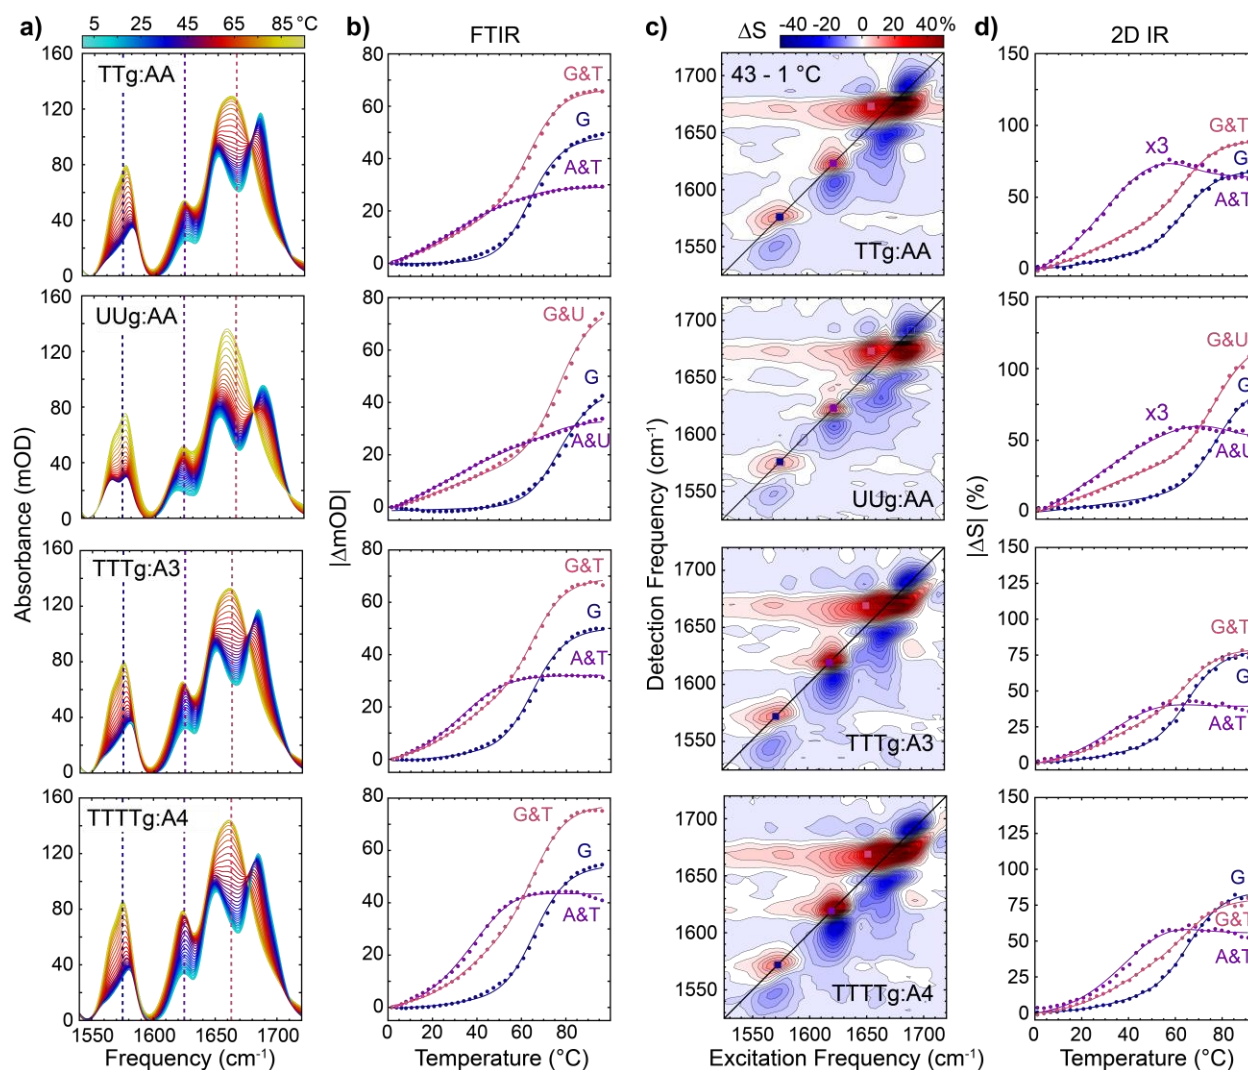 a)
5 25 45 65 85 °C
b)
FTIR
c)
ΔS -40 -20 0 20 40 %
d)
2D IR
Absorbance (mOD)
160
120
80
40
0
TTg:AA
160
120
80
40
0
UUg:AA
160
120
80
40
0
TTTg:A3
160
120
80
40
0
TTTTg:A4
1550 1600 1650 1700
Frequency (cm⁻¹)
|ΔmOD|
80
60
40
20
0
G&T
G
A&T
80
60
40
20
0
G&U
G
A&U
80
60
40
20
0
G&T
G
A&T
80
60
40
20
0
G&T
G
A&T
0 20 40 60 80
Temperature (°C)
Detection Frequency (cm⁻¹)
1700
1650
1600
1550
43 - 1 °C
TTg:AA
1700
1650
1600
1550
UUg:AA
1700
1650
1600
1550
TTTg:A3
1700
1650
1600
1550
TTTTg:A4
1550 1600 1650 1700
Excitation Frequency (cm⁻¹)
|ΔS| (%)
150
100
75
50
25
0
x3
G&T
G
A&T
150
100
75
50
25
0
x3
G&U
G
A&U
150
100
75
50
25
0
G&T
G
A&T
150
100
75
50
25
0
G
G&T
A&T
0 20 40 60 80
Temperature (°C)